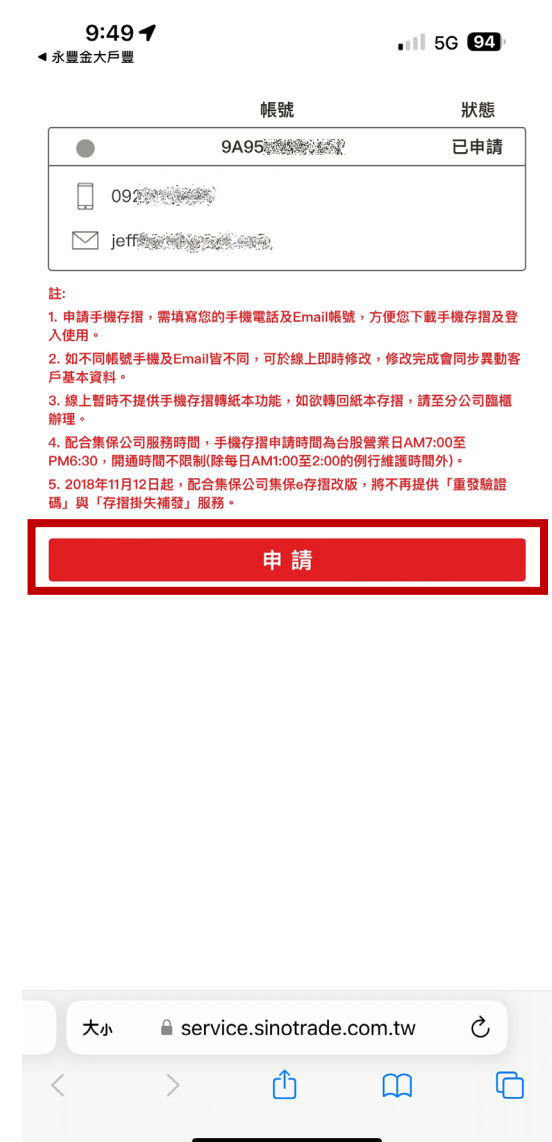 9:49
5G 94
◀ 永豐金大戶豐
帳號 狀態
9A95 已申請
092
jeff
註:
1. 申請手機存摺，需填寫您的手機電話及Email帳號，方便您下載手機存摺及登
入使用。
2. 如不同帳號手機及Email皆不同，可於線上即時修改，修改完成會同步異動客
戶基本資料。
3. 線上暫時不提供手機存摺轉紙本功能，如欲轉回紙本存摺，請至分公司臨櫃
辦理。
4. 配合集保公司服務時間，手機存摺申請時間為台股營業日AM7:00至
PM6:30，開通時間不限制(除每日AM1:00至2:00的例行維護時間外)。
5. 2018年11月12日起，配合集保公司集保e存摺改版，將不再提供「重發驗證
碼」與「存摺掛失補發」服務。
申請
大小 service.sinotrade.com.tw